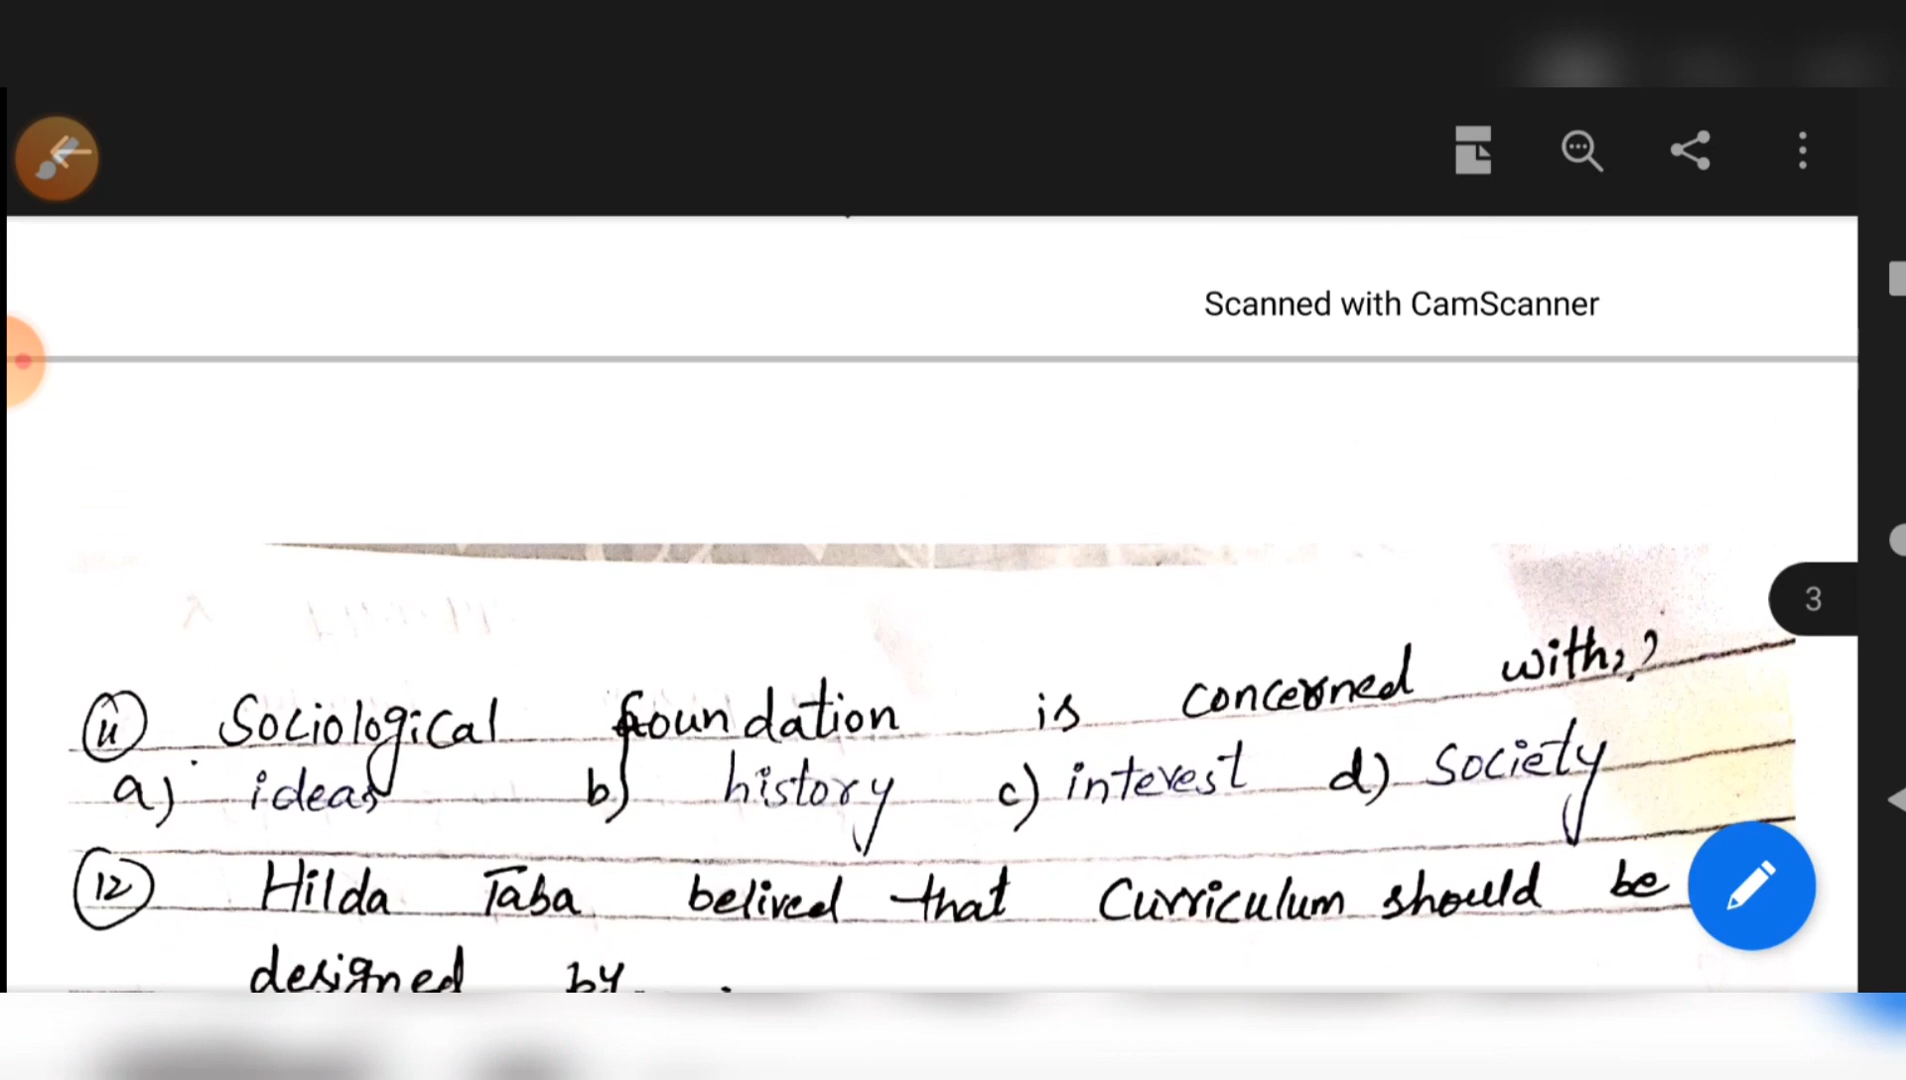 Scanned with CamScanner
3
11 Sociological foundation is concerned with,?
a) ideas b) history c) interest d) society
12 Hilda Taba belived that Curriculum should be
designed by